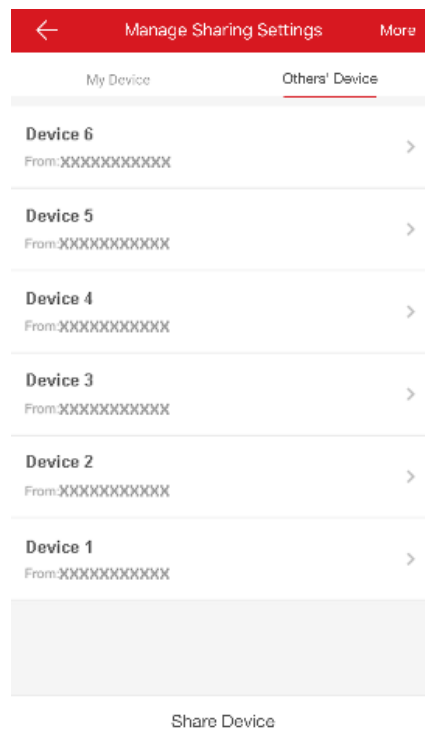 Manage Sharing Settings More
My Device Others' Device
Device 6
From:XXXXXXXXXXX
Device 5
From:XXXXXXXXXXX
Device 4
From:XXXXXXXXXXX
Device 3
From:XXXXXXXXXXX
Device 2
From:XXXXXXXXXXX
Device 1
From:XXXXXXXXXXX
Share Device